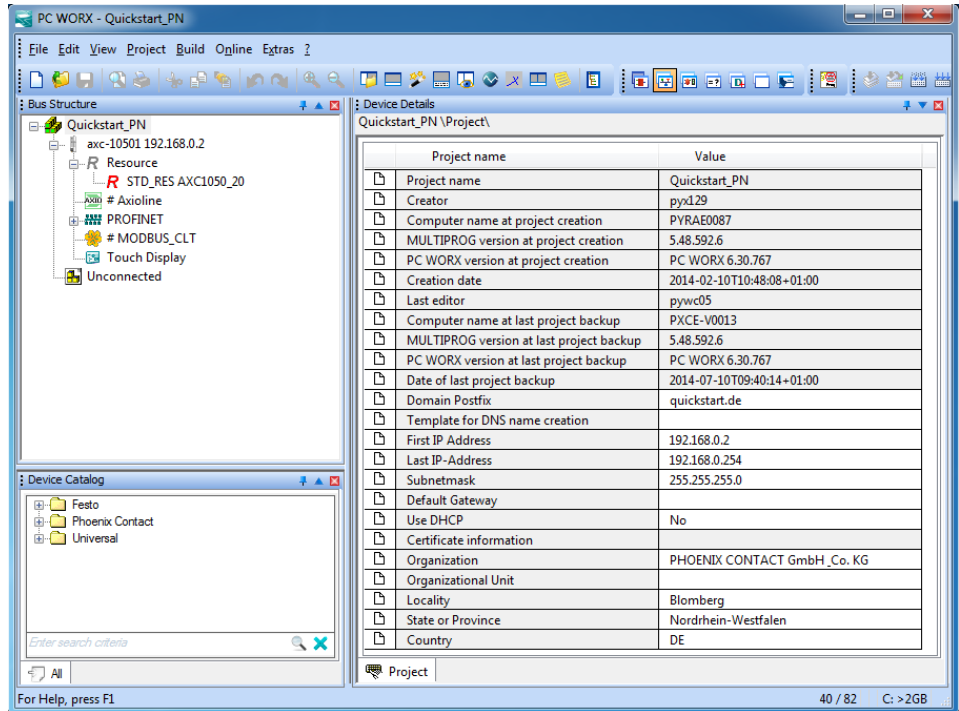 PC WORX - Quickstart_PN
File Edit View Project Build Online Extras ?
Bus Structure
Quickstart_PN
axc-10501 192.168.0.2
R Resource
R STD_RES AXC1050_20
AXIO # Axioline
PROFINET
# MODBUS_CLT
Touch Display
Unconnected
Device Catalog
Festo
Phoenix Contact
Universal
Enter search criteria
All
Device Details
Quickstart_PN \Project\
Project name Value
Project name Quickstart_PN
Creator pyx129
Computer name at project creation PYRAE0087
MULTIPROG version at project creation 5.48.592.6
PC WORX version at project creation PC WORX 6.30.767
Creation date 2014-02-10T10:48:08+01:00
Last editor pywc05
Computer name at last project backup PXCE-V0013
MULTIPROG version at last project backup 5.48.592.6
PC WORX version at last project backup PC WORX 6.30.767
Date of last project backup 2014-07-10T09:40:14+01:00
Domain Postfix quickstart.de
Template for DNS name creation
First IP Address 192.168.0.2
Last IP-Address 192.168.0.254
Subnetmask 255.255.255.0
Default Gateway
Use DHCP No
Certificate information
Organization PHOENIX CONTACT GmbH_Co. KG
Organizational Unit
Locality Blomberg
State or Province Nordrhein-Westfalen
Country DE
Project
For Help, press F1 40 / 82 C: >2GB